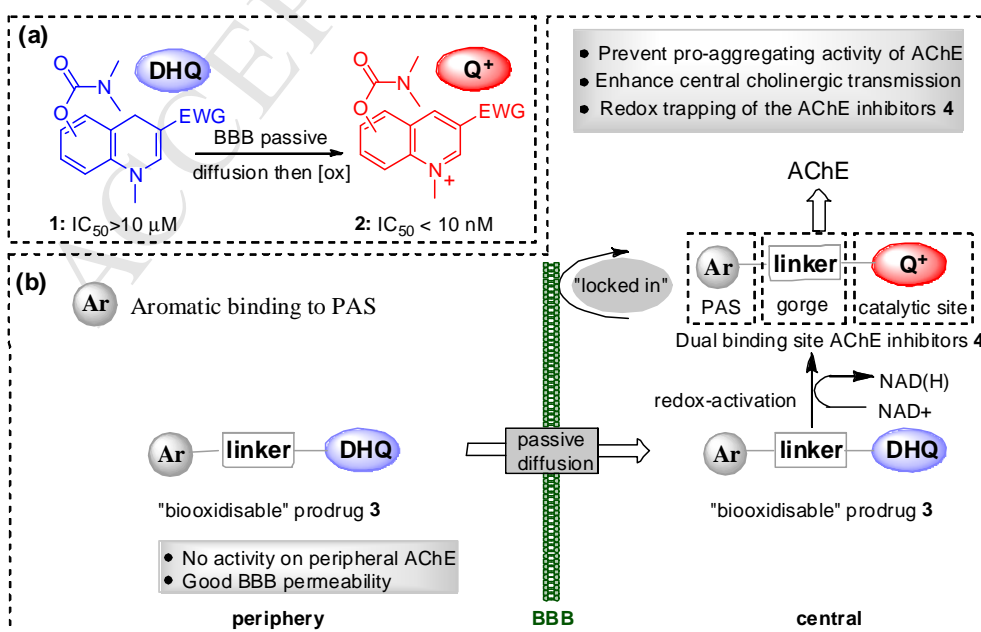 (a)
DHQ
Q+
O
N
O
EWG
N
BBB passive
diffusion then [ox]
O
N
O
EWG
N
+
1: IC50>10 μM
2: IC50 < 10 nM
● Prevent pro-aggregating activity of AChE
● Enhance central cholinergic transmission
● Redox trapping of the AChE inhibitors 4
AChE
(b)
Ar Aromatic binding to PAS
"locked in"
Ar linker Q+
PAS gorge catalytic site
Dual binding site AChE inhibitors 4
redox-activation
NAD(H)
NAD+
Ar linker DHQ
passive
diffusion
Ar linker DHQ
"biooxidisable" prodrug 3
"biooxidisable" prodrug 3
● No activity on peripheral AChE
● Good BBB permeability
periphery
BBB
central
ACCEP